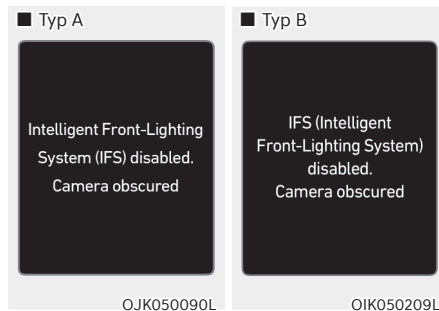 ■ Typ A
Intelligent Front-Lighting
System (IFS) disabled.
Camera obscured
OJK050090L
■ Typ B
IFS (Intelligent
Front-Lighting System)
disabled.
Camera obscured
OIK050209L